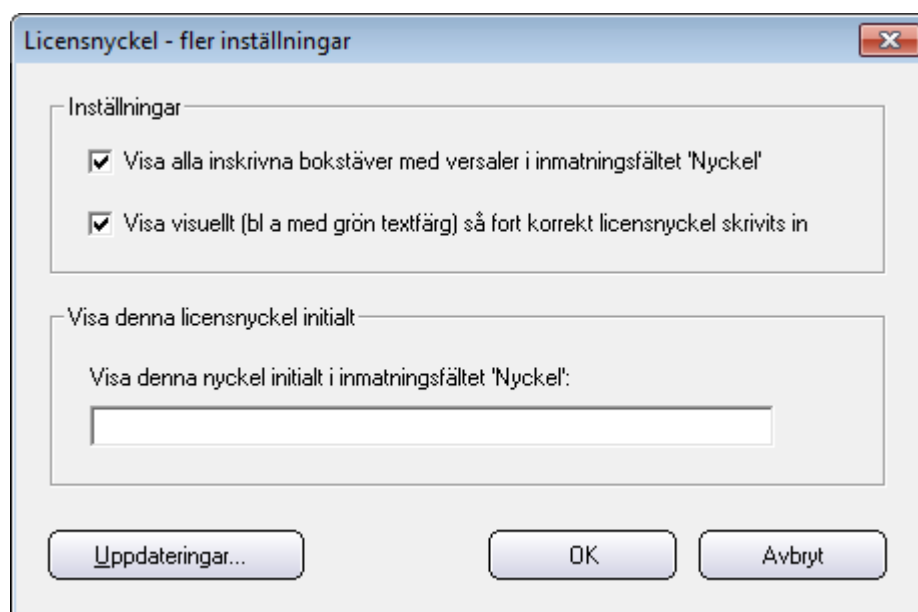 Licensnyckel - fler inställningar
Inställningar
Visa alla inskrivna bokstäver med versaler i inmatningsfältet 'Nyckel'
Visa visuellt (bl a med grön textfärg) så fort korrekt licensnyckel skrivits in
Visa denna licensnyckel initialt
Visa denna nyckel initialt i inmatningsfältet 'Nyckel':
Uppdateringar...
OK
Avbryt